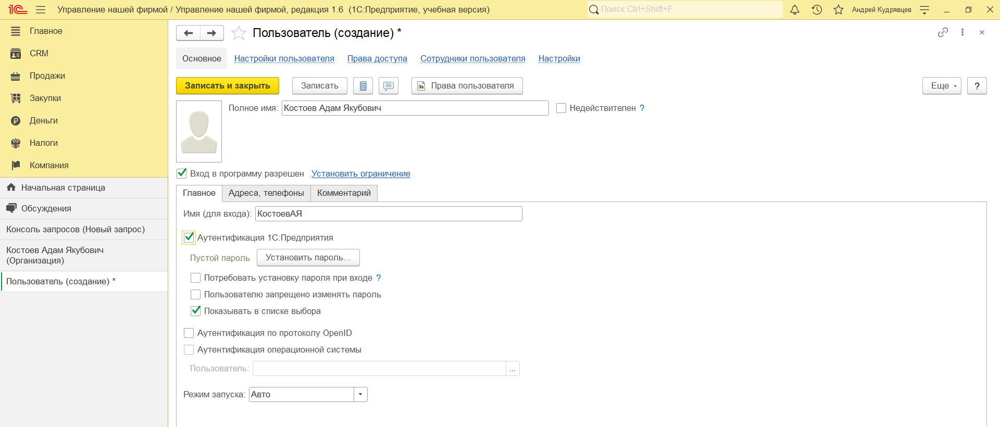 1С Управление нашей фирмой / Управление нашей фирмой, редакция 1.6 (1С:Предприятие, учебная версия) Поиск Ctrl+Shift+F Андрей Кудрявцев
Главное
CRM
Продажи
Закупки
Деньги
Налоги
Компания
Начальная страница
Обсуждения
Консоль запросов (Новый запрос)
Костоев Адам Якубович
(Организация)
Пользователь (создание) *
Пользователь (создание) *
Основное Настройки пользователя Права доступа Сотрудники пользователя Настройки
Записать и закрыть Записать Права пользователя Еще ?
Полное имя: Костоев Адам Якубович Недействителен ?
Вход в программу разрешен Установить ограничение
Главное Адреса, телефоны Комментарий
Имя (для входа): КостоевАЯ
Аутентификация 1С:Предприятия
Пустой пароль Установить пароль...
Потребовать установку пароля при входе ?
Пользователю запрещено изменять пароль
Показывать в списке выбора
Аутентификация по протоколу OpenID
Аутентификация операционной системы
Пользователь: ...
Режим запуска: Авто